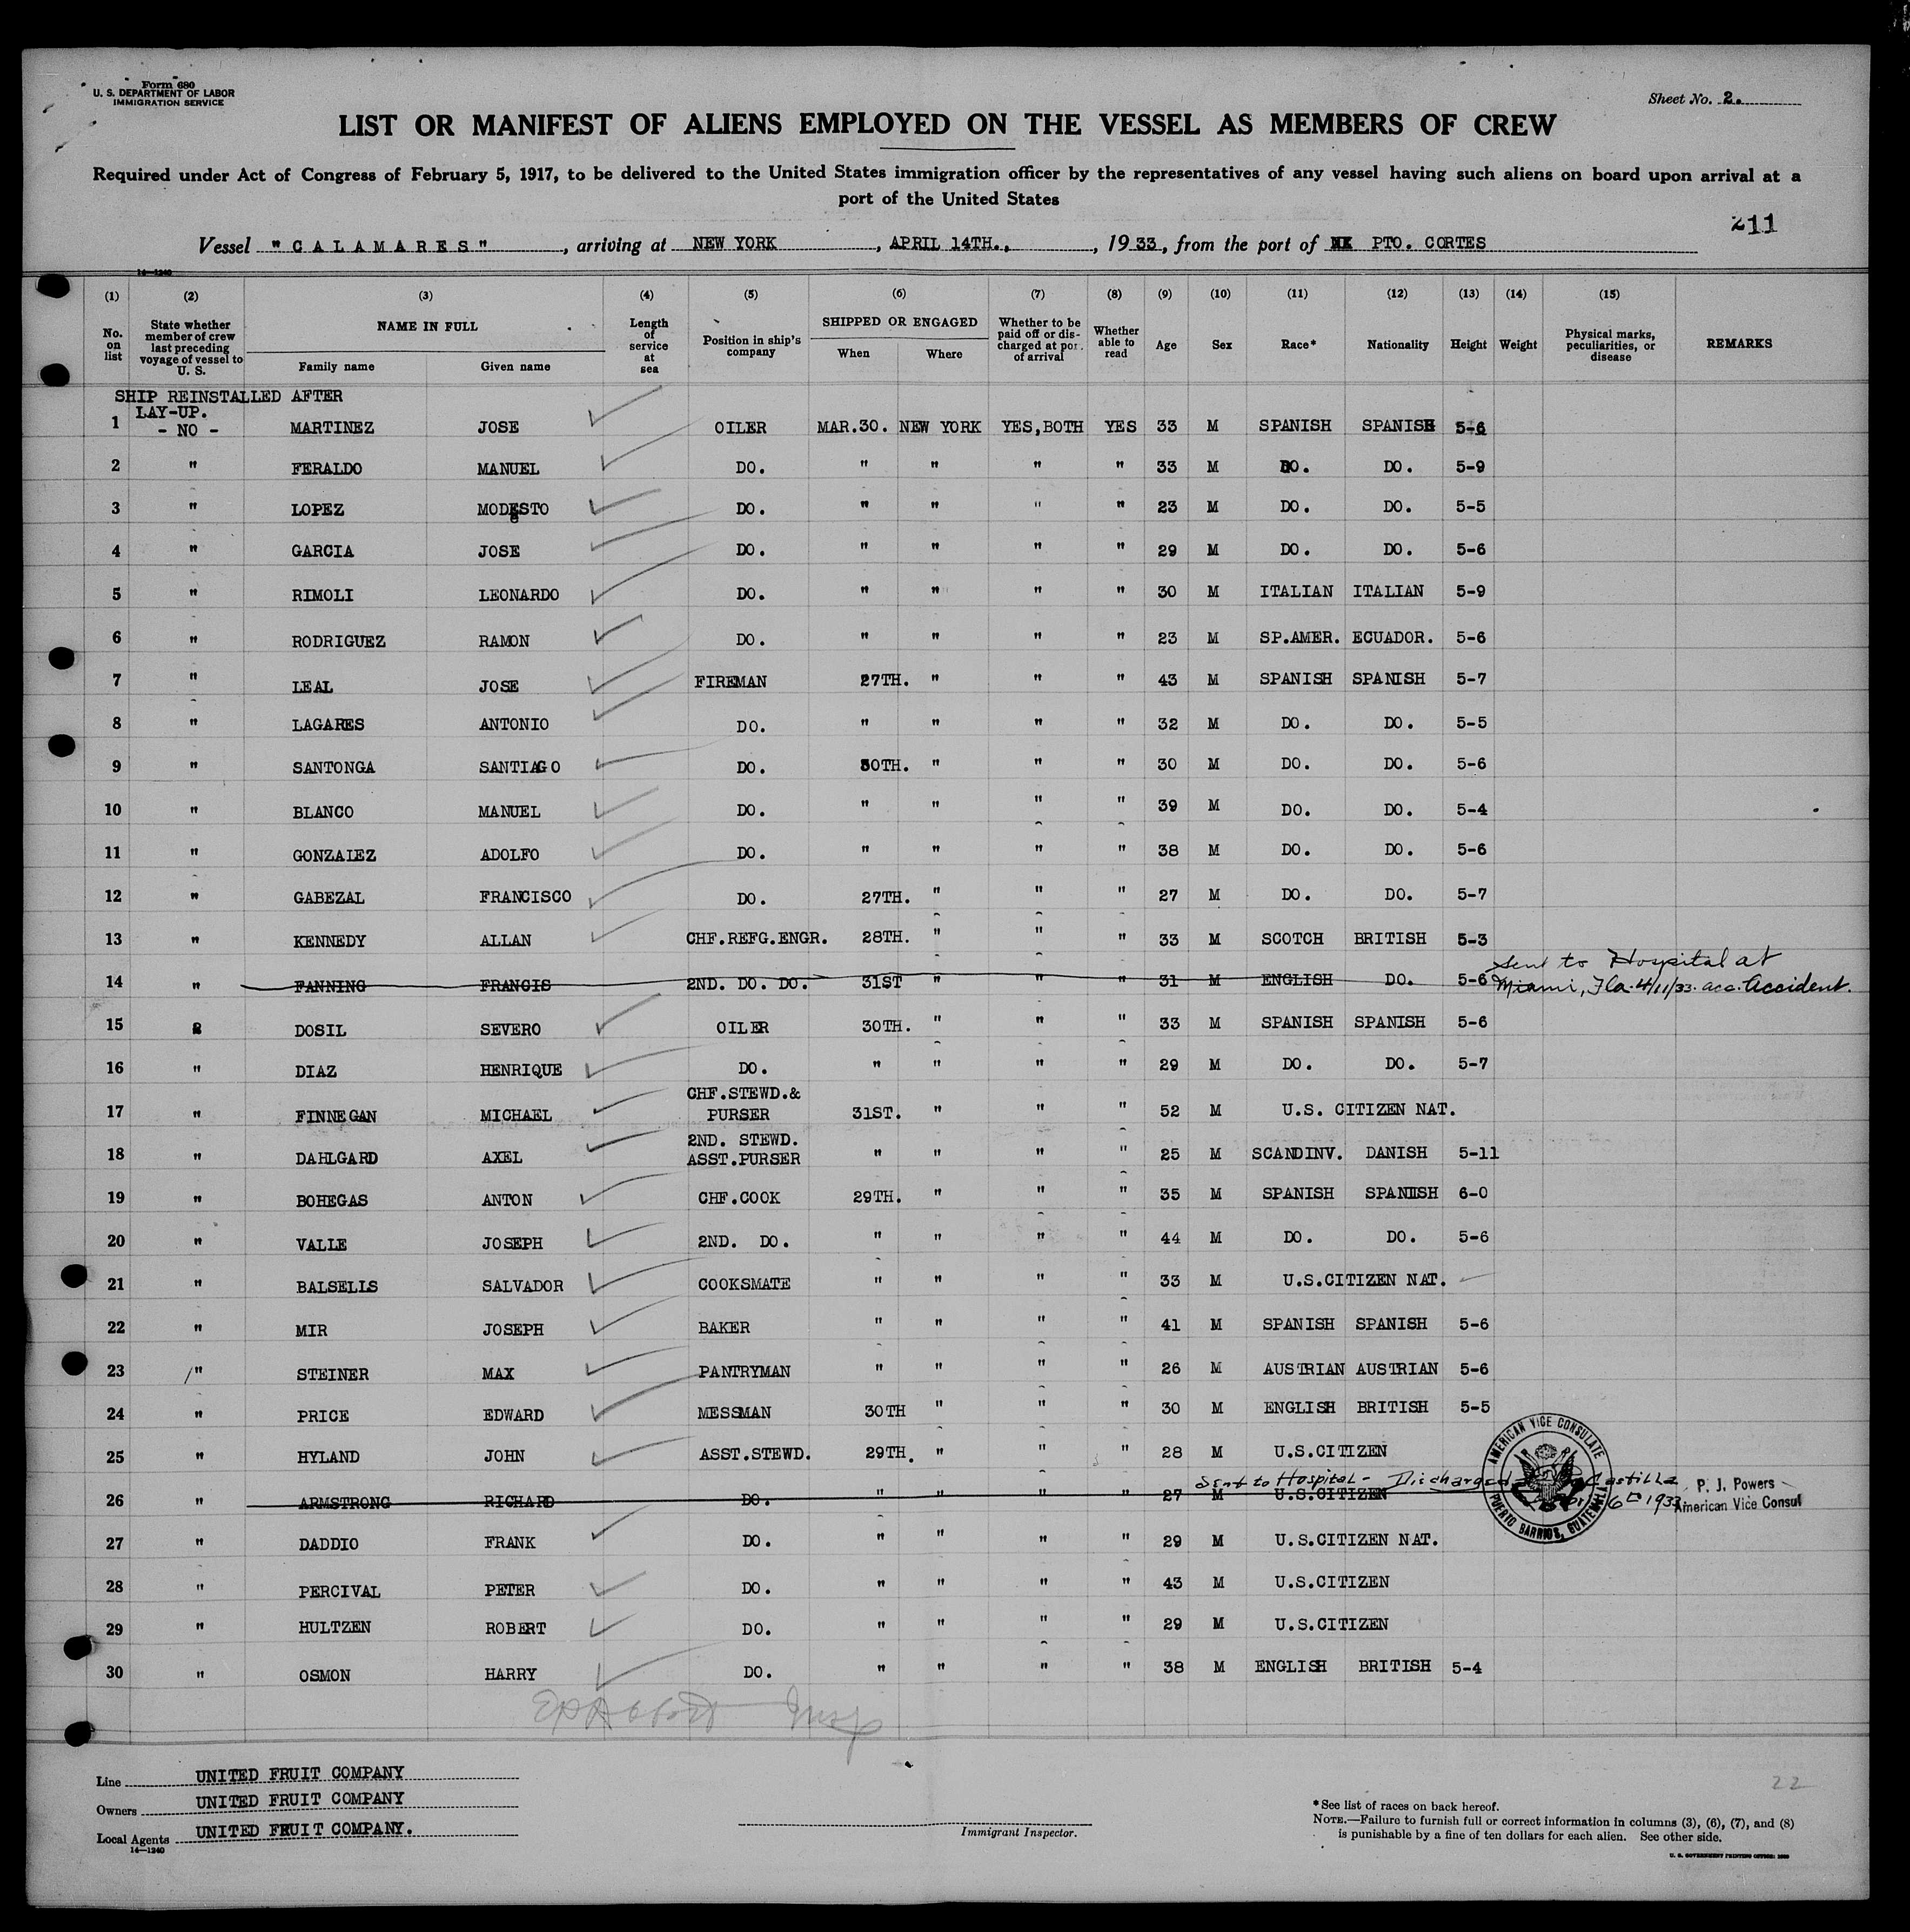 Form 680
U. S. DEPARTMENT OF LABOR
IMMIGRATION SERVICE
Sheet No. 2.
LIST OR MANIFEST OF ALIENS EMPLOYED ON THE VESSEL AS MEMBERS OF CREW
Required under Act of Congress of February 5, 1917, to be delivered to the United States immigration officer by the representatives of any vessel having such aliens on board upon arrival at a
port of the United States
211
Vessel "CALAMARES", arriving at NEW YORK, APRIL 14TH., 1933, from the port of PTO. CORTES
14—1240
(1) (2) (3) (4) (5) (6) (7) (8) (9) (10) (11) (12) (13) (14) (15)
No. on list State whether member of crew last preceding voyage of vessel to U. S. NAME IN FULL Family name Given name Length of service at sea Position in ship's company SHIPPED OR ENGAGED When Where Whether to be paid off or discharged at port of arrival Whether able to read Age Sex Race* Nationality Height Weight Physical marks, peculiarities, or disease REMARKS
SHIP REINSTALLED AFTER
LAY-UP.
1 - NO - MARTINEZ JOSE OILER MAR.30. NEW YORK YES,BOTH YES 33 M SPANISH SPANISH 5-6
2 " FERALDO MANUEL DO. " " " " 33 M DO. DO. 5-9
3 " LOPEZ MODESTO DO. " " " " 23 M DO. DO. 5-5
4 " GARCIA JOSE DO. " " " " 29 M DO. DO. 5-6
5 " RIMOLI LEONARDO DO. " " " " 30 M ITALIAN ITALIAN 5-9
6 " RODRIGUEZ RAMON DO. " " " " 23 M SP.AMER. ECUADOR. 5-6
7 " LEAL JOSE FIREMAN 27TH. " " " 43 M SPANISH SPANISH 5-7
8 " LAGARES ANTONIO DO. " " " " 32 M DO. DO. 5-5
9 " SANTONGA SANTIAGO DO. 30TH. " " " 30 M DO. DO. 5-6
10 " BLANCO MANUEL DO. " " " " 39 M DO. DO. 5-4
11 " GONZALEZ ADOLFO DO. " " " " 38 M DO. DO. 5-6
12 " GABEZAL FRANCISCO DO. 27TH. " " " 27 M DO. DO. 5-7
13 " KENNEDY ALLAN CHF.REFG.ENGR. 28TH. " " " 33 M SCOTCH BRITISH 5-3
14 " FANNING FRANCIS 2ND. DO. DO. 31ST " " " 31 M ENGLISH DO. 5-6 Sent to Hospital at
Miami, Fla. 4/11/33. acc. Accident.
15 DOSIL SEVERO OILER 30TH. " " " 33 M SPANISH SPANISH 5-6
16 " DIAZ HENRIQUE DO. " " " " 29 M DO. DO. 5-7
17 " FINNEGAN MICHAEL CHF.STEWD.& PURSER 31ST. " " " 52 M U.S. CITIZEN NAT.
18 " DAHLGARD AXEL 2ND. STEWD. ASST.PURSER " " " " 25 M SCANDINV. DANISH 5-11
19 " BOHEGAS ANTON CHF.COOK 29TH. " " " 35 M SPANISH SPANIISH 6-0
20 " VALLE JOSEPH 2ND. DO. " " " " 44 M DO. DO. 5-6
21 " BALSELLS SALVADOR COOKSMATE " " " " 33 M U.S.CITIZEN NAT.
22 " MIR JOSEPH BAKER " " " " 41 M SPANISH SPANISH 5-6
23 " STEINER MAX PANTRYMAN " " " " 26 M AUSTRIAN AUSTRIAN 5-6
24 " PRICE EDWARD MESSMAN 30TH " " " 30 M ENGLISH BRITISH 5-5
25 " HYLAND JOHN ASST.STEWD. 29TH. " " " 28 M U.S.CITIZEN
Sent to Hospital - Discharged Castilla
26 " ARMSTRONG RICHARD DO. " " " " 27 M U.S.CITIZEN 6th 1933
AMERICAN VICE CONSULATE
PUERTO BARRIOS, GUATEMALA
P. J. Powers
American Vice Consul
27 " DADDIO FRANK DO. " " " " 29 M U.S.CITIZEN NAT.
28 " PERCIVAL PETER DO. " " " " 43 M U.S.CITIZEN
29 " HULTZEN ROBERT DO. " " " " 29 M U.S.CITIZEN
30 " OSMON HARRY DO. " " " " 38 M ENGLISH BRITISH 5-4
Insp
Line UNITED FRUIT COMPANY
Owners UNITED FRUIT COMPANY
Local Agents UNITED FRUIT COMPANY.
14—1240
Immigrant Inspector.
22
* See list of races on back hereof.
NOTE.—Failure to furnish full or correct information in columns (3), (6), (7), and (8)
is punishable by a fine of ten dollars for each alien. See other side.